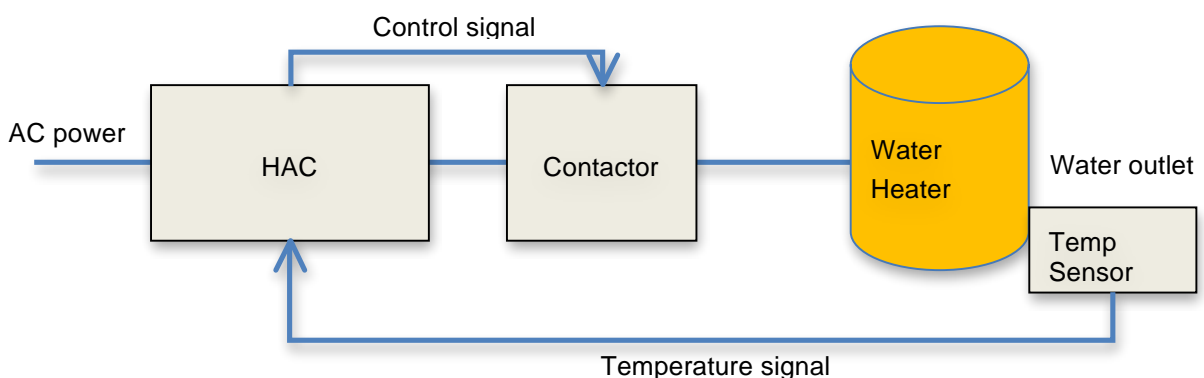 Control signal
AC power
HAC
Contactor
Water
Heater
Water outlet
Temp
Sensor
Temperature signal